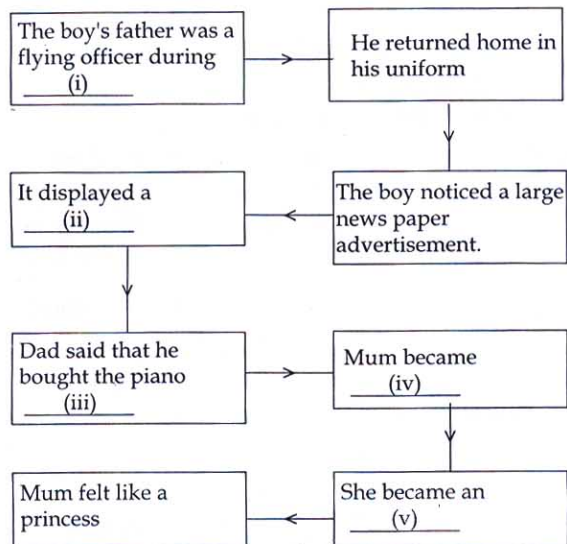 The boy's father was a
flying officer during
(i)
He returned home in
his uniform
The boy noticed a large
news paper
advertisement.
It displayed a
(ii)
Dad said that he
bought the piano
(iii)
Mum became
(iv)
She became an
(v)
Mum felt like a
princess